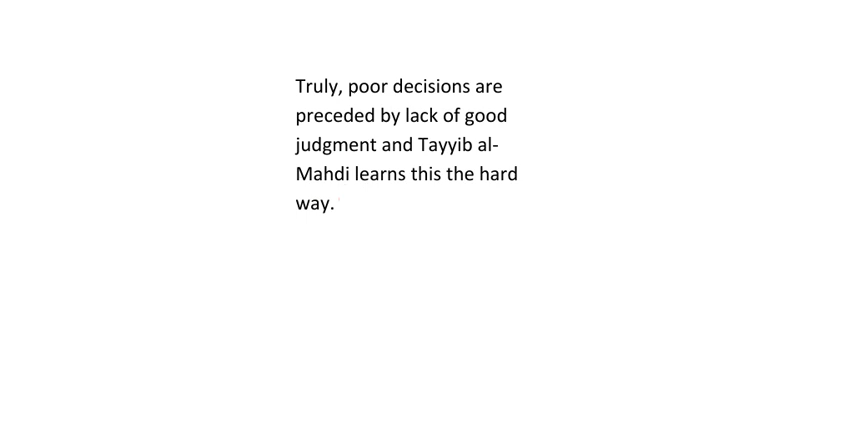 Truly, poor decisions are
preceded by lack of good
judgment and Tayyib al-
Mahdi learns this the hard
way.